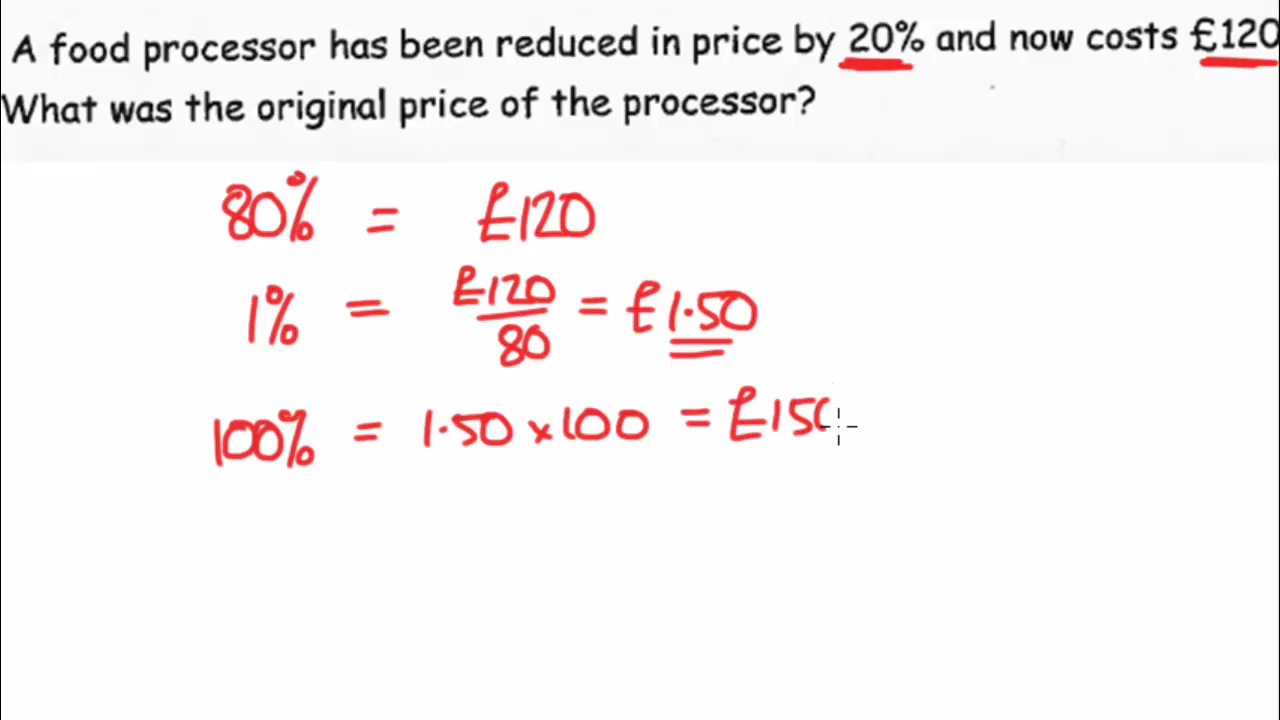 A food processor has been reduced in price by 20% and now costs £120
What was the original price of the processor?
80% = £120
1% = £120/80 = £1.50
100% = 1.50 x 100 = £150